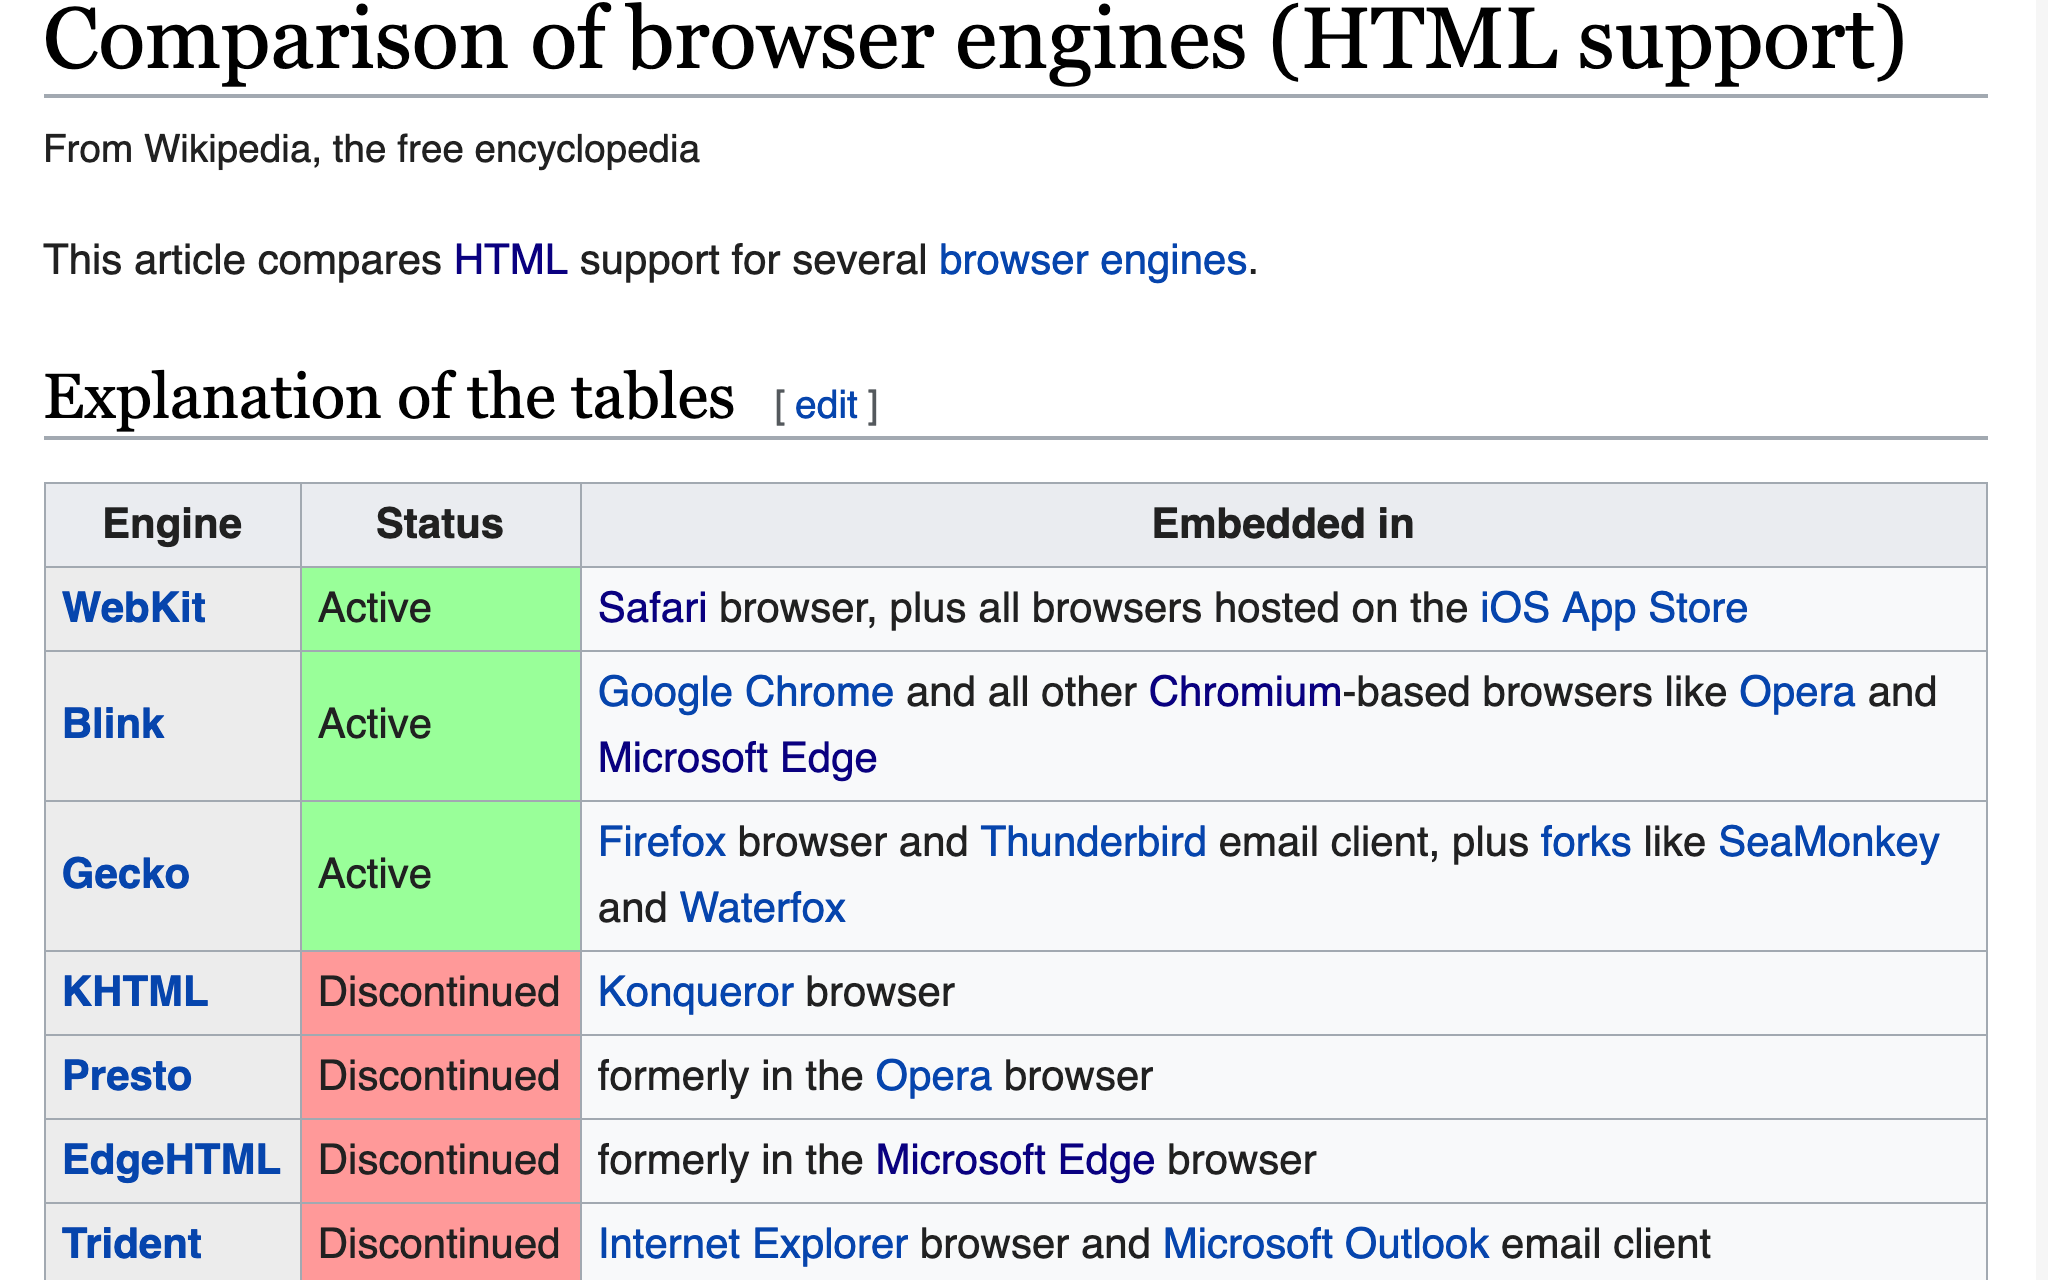 Comparison of browser engines (HTML support)
From Wikipedia, the free encyclopedia
This article compares HTML support for several browser engines.
Explanation of the tables [ edit ]
Engine Status Embedded in
WebKit Active Safari browser, plus all browsers hosted on the iOS App Store
Blink Active Google Chrome and all other Chromium-based browsers like Opera and
Microsoft Edge
Gecko Active Firefox browser and Thunderbird email client, plus forks like SeaMonkey
and Waterfox
KHTML Discontinued Konqueror browser
Presto Discontinued formerly in the Opera browser
EdgeHTML Discontinued formerly in the Microsoft Edge browser
Trident Discontinued Internet Explorer browser and Microsoft Outlook email client